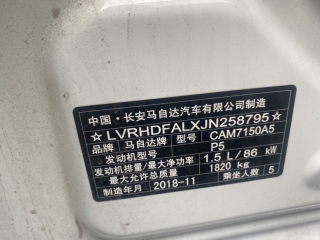 中国·长安马自达汽车有限公司制造
☆LVRHDFALXJN258795☆
品牌 马自达牌 型号 CAM7150A5
发动机型号 P5
发动机排量/最大净功率 1.5 L/86 kW
最大允许总质量 1820 kg
制造年月 2018-11 乘坐人数 5